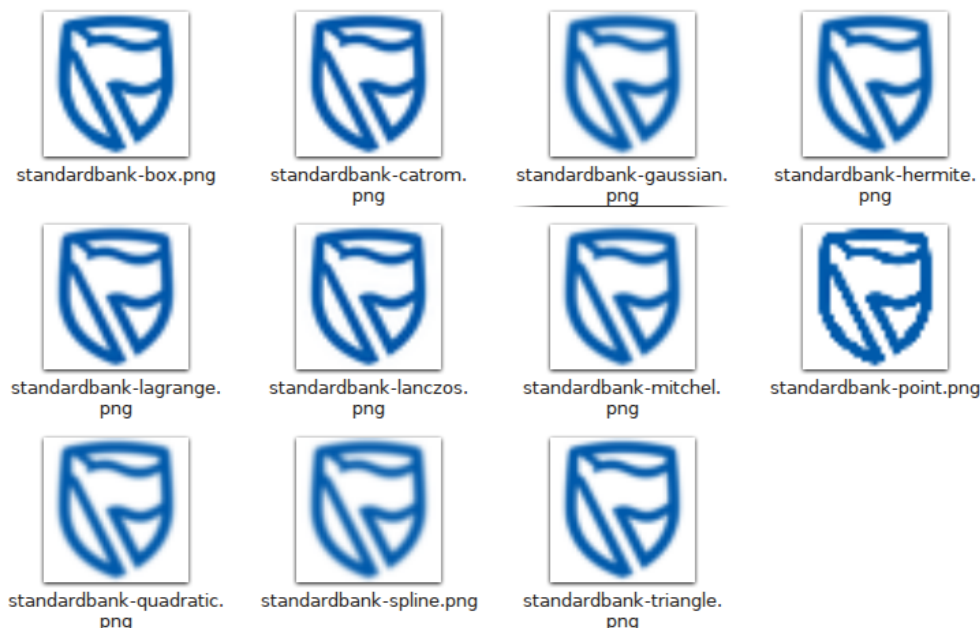 standardbank-box.png
standardbank-catrom.
png
standardbank-gaussian.
png
standardbank-hermite.
png
standardbank-lagrange.
png
standardbank-lanczos.
png
standardbank-mitchel.
png
standardbank-point.png
standardbank-quadratic.
png
standardbank-spline.png
standardbank-triangle.
png